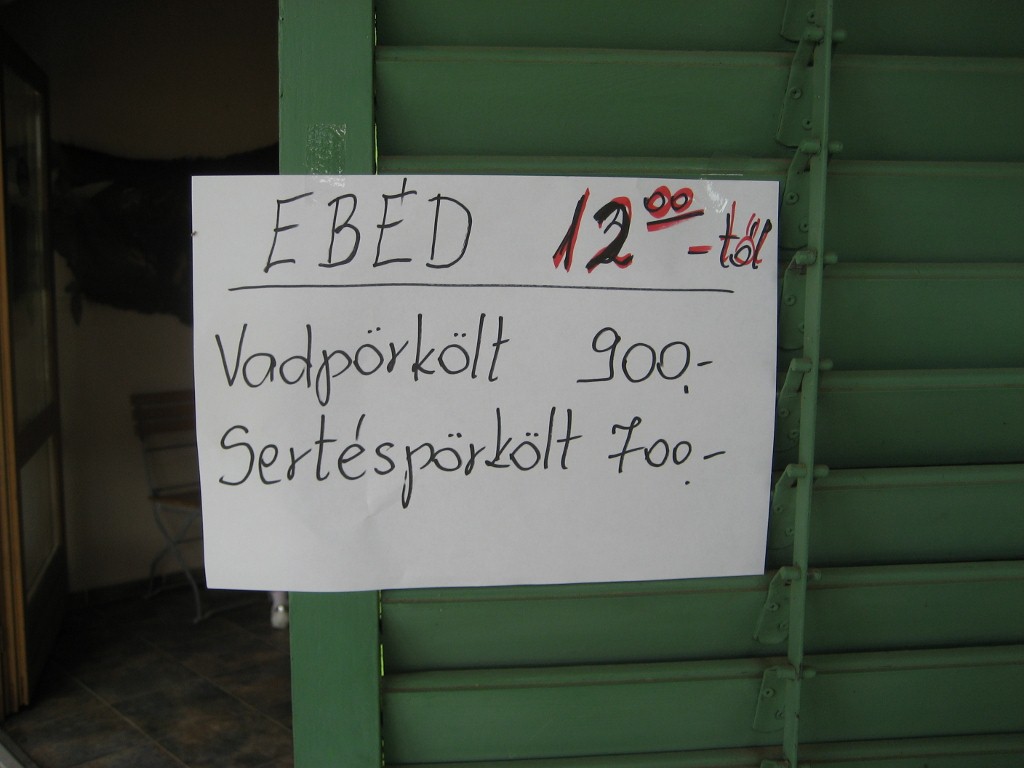 EBÉD 12⁰⁰-tól
Vadpörkölt 900.-
Sertéspörkölt 700.-